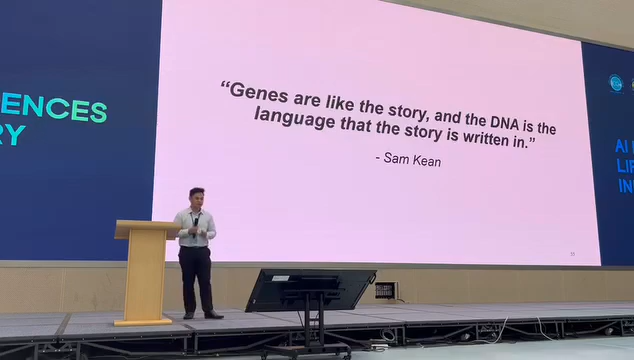 “Genes are like the story, and the DNA is the
language that the story is written in.”
- Sam Kean
ENCES
RY
AI
LI
IN